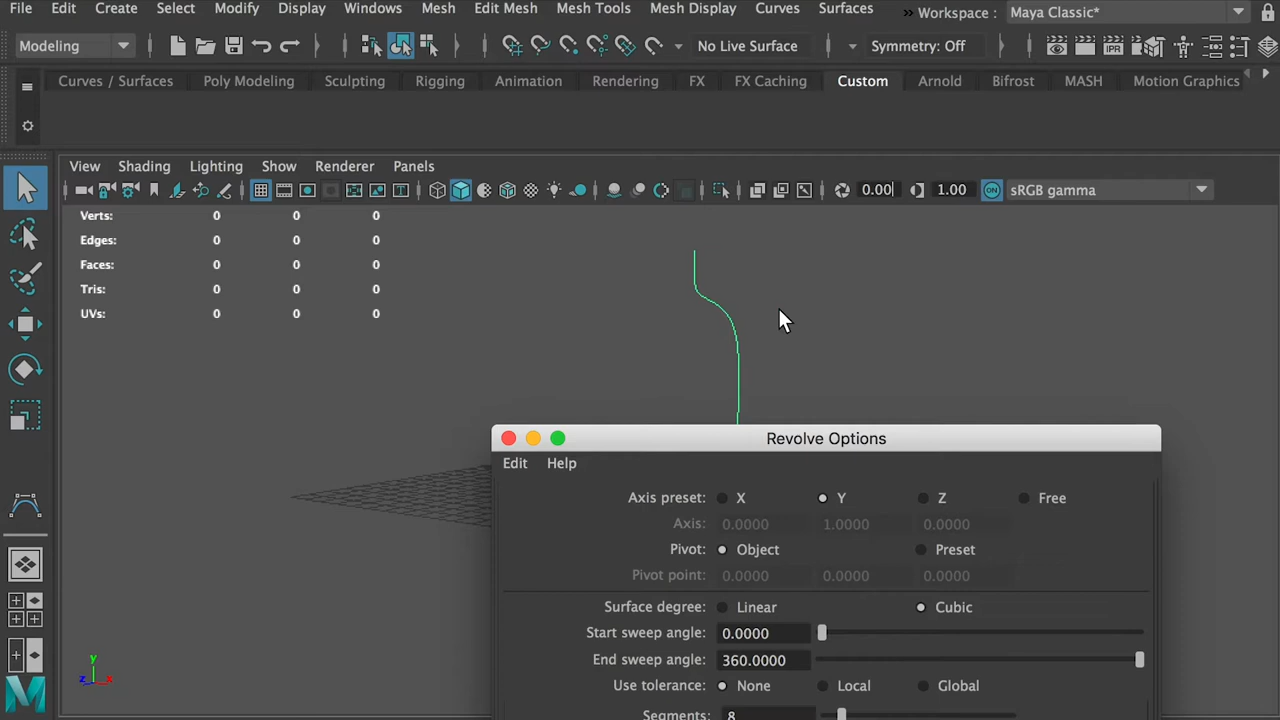 File Edit Create Select Modify Display Windows Mesh Edit Mesh Mesh Tools Mesh Display Curves Surfaces » Workspace : Maya Classic*
Modeling No Live Surface Symmetry: Off IPR
Curves / Surfaces Poly Modeling Sculpting Rigging Animation Rendering FX FX Caching Custom Arnold Bifrost MASH Motion Graphics
View Shading Lighting Show Renderer Panels
0.00 1.00 ON sRGB gamma
Verts: 0 0 0
Edges: 0 0 0
Faces: 0 0 0
Tris: 0 0 0
UVs: 0 0 0
Revolve Options
Edit Help
Axis preset: X Y Z Free
Axis: 0.0000 1.0000 0.0000
Pivot: Object Preset
Pivot point: 0.0000 0.0000 0.0000
Surface degree: Linear Cubic
Start sweep angle: 0.0000
End sweep angle: 360.0000
Use tolerance: None Local Global
Segments: 8
y
z x
M